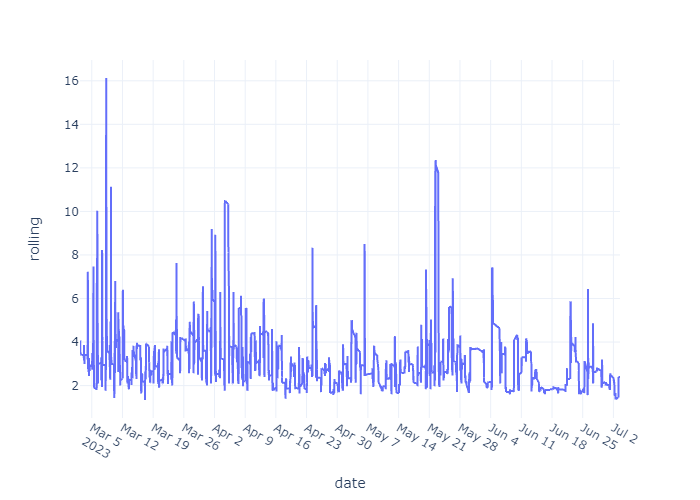 16
14
12
10
8
6
4
2
rolling
Mar 5
2023
Mar 12
Mar 19
Mar 26
Apr 2
Apr 9
Apr 16
Apr 23
Apr 30
May 7
May 14
May 21
May 28
Jun 4
Jun 11
Jun 18
Jun 25
Jul 2
date